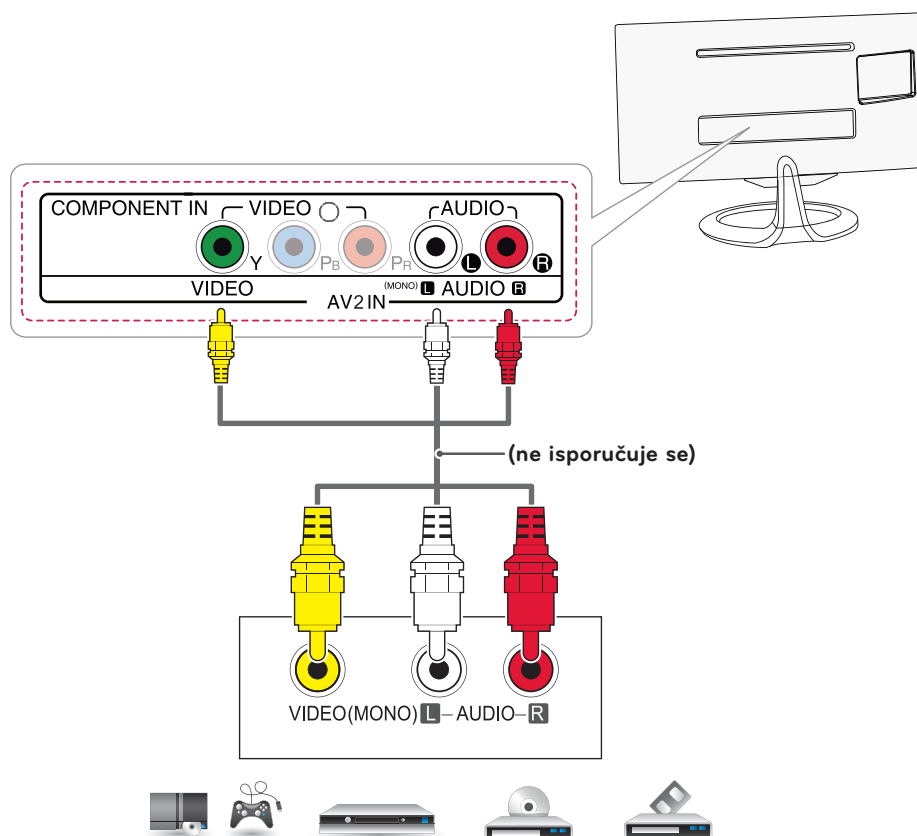 COMPONENT IN VIDEO AUDIO
Y PB PR L R
VIDEO (MONO) L AUDIO R
AV2 IN
(ne isporučuje se)
VIDEO (MONO) L AUDIO R